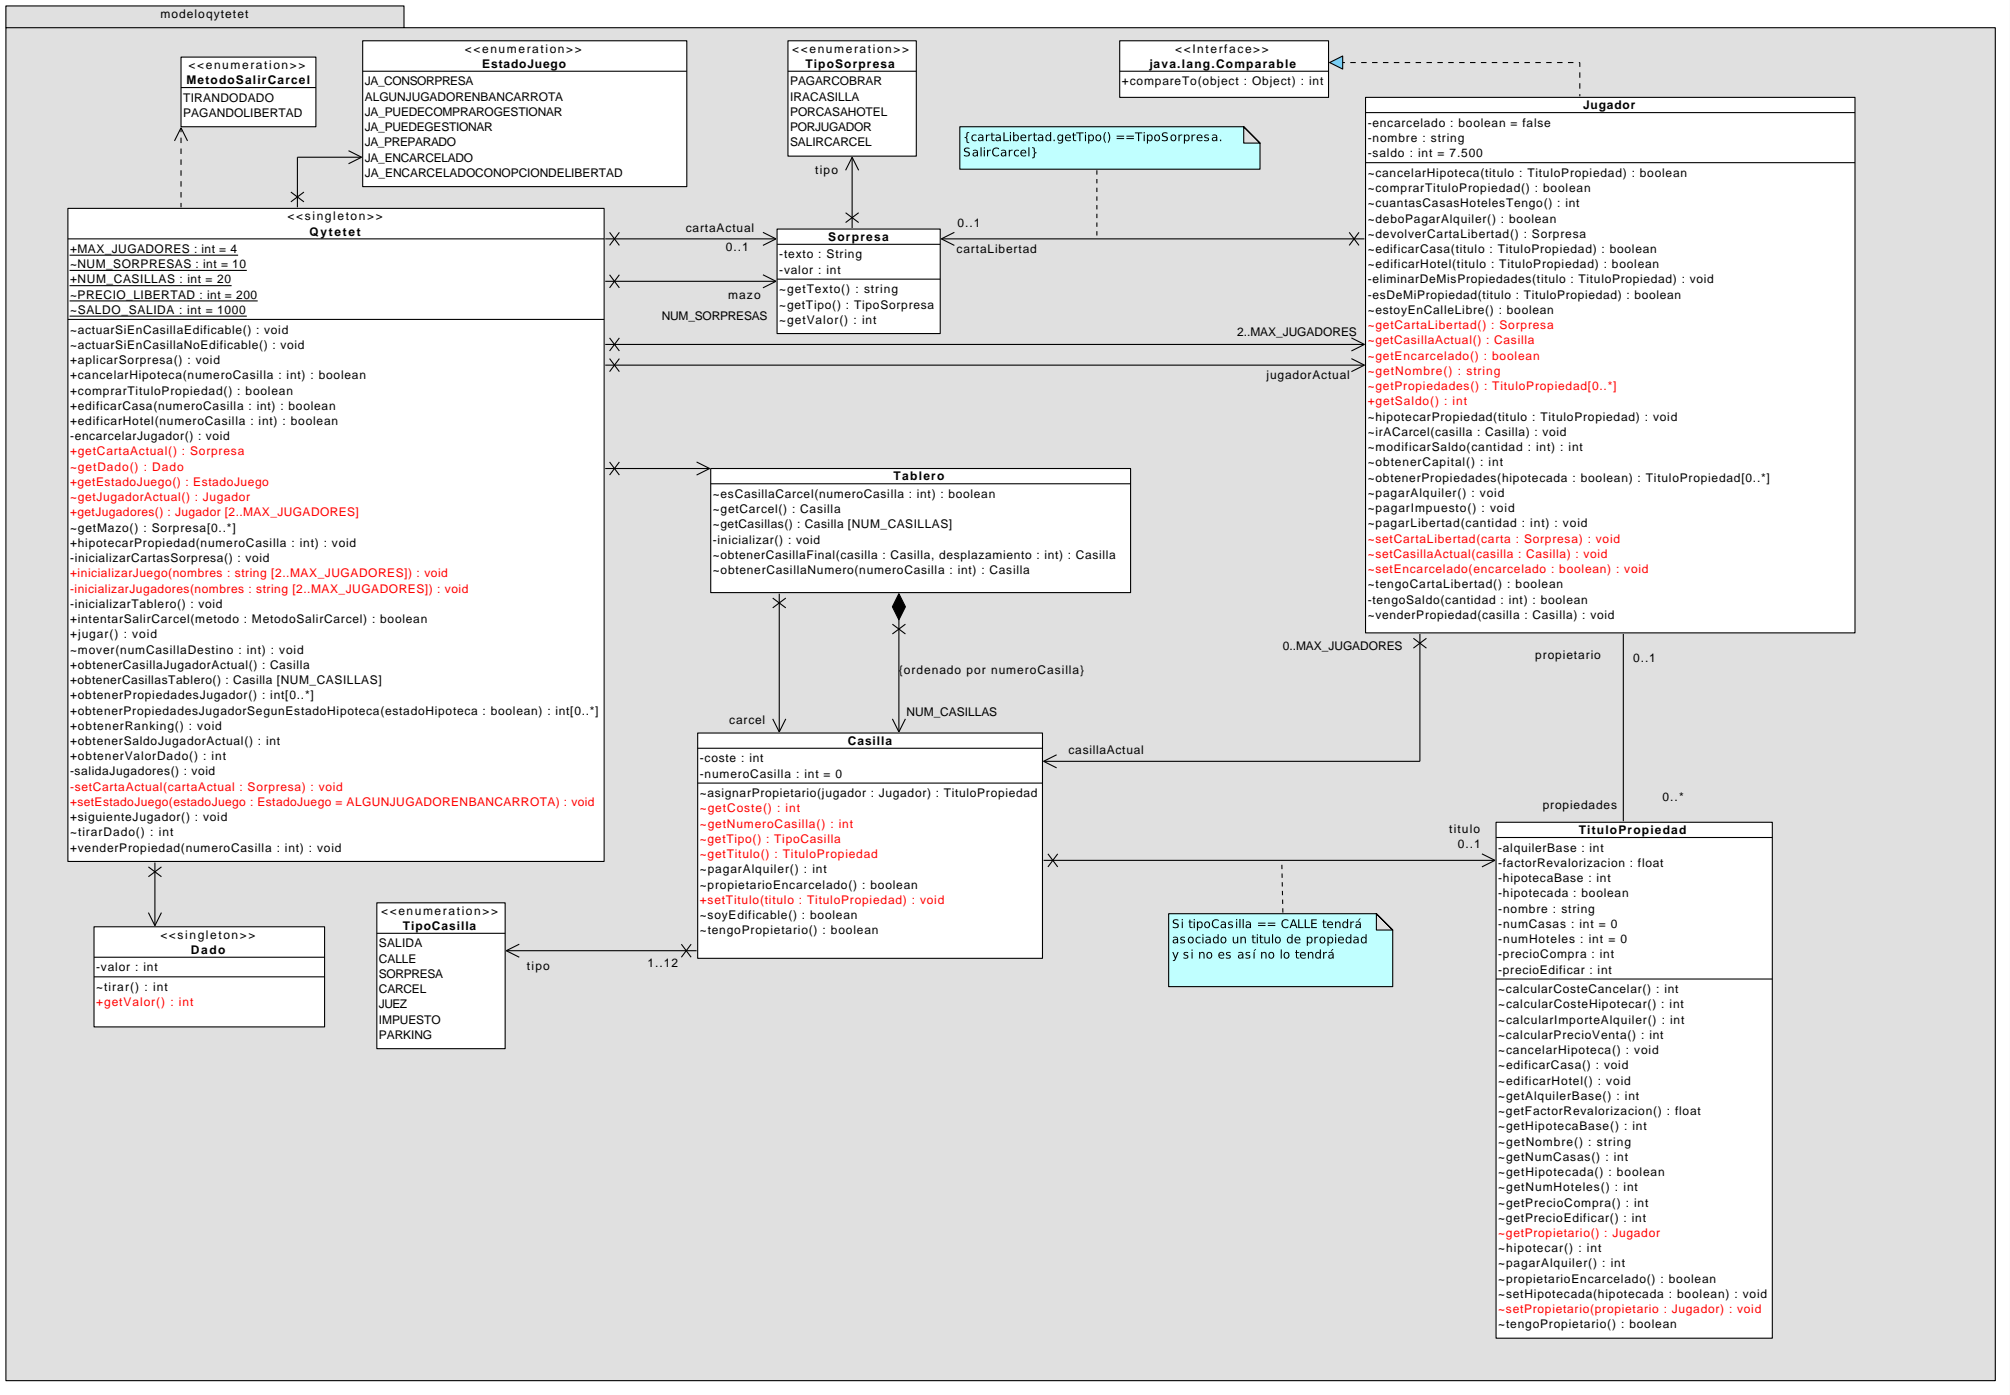 modeloqytetet
<<enumeration>>
MetodoSalirCarcel
TIRANDODADO
PAGANDOLIBERTAD
<<enumeration>>
EstadoJuego
JA_CONSORPRESA
ALGUNJUGADORENBANCARROTA
JA_PUEDECOMPRAROGESTIONAR
JA_PUEDEGESTIONAR
JA_PREPARADO
JA_ENCARCELADO
JA_ENCARCELADOCONOPCIONDELIBERTAD
<<enumeration>>
TipoSorpresa
PAGARCOBRAR
IRACASILLA
PORCASAHOTEL
PORJUGADOR
SALIRCARCEL
tipo
<<Interface>>
java.lang.Comparable
+compareTo(object : Object) : int
{cartaLibertad.getTipo() ==TipoSorpresa.
SalirCarcel}
Jugador
-encarcelado : boolean = false
-nombre : string
-saldo : int = 7.500
~cancelarHipoteca(titulo : TituloPropiedad) : boolean
~comprarTituloPropiedad() : boolean
~cuantasCasasHotelesTengo() : int
~deboPagarAlquiler() : boolean
~devolverCartaLibertad() : Sorpresa
~edificarCasa(titulo : TituloPropiedad) : boolean
~edificarHotel(titulo : TituloPropiedad) : boolean
-eliminarDeMisPropiedades(titulo : TituloPropiedad) : void
-esDeMiPropiedad(titulo : TituloPropiedad) : boolean
~estoyEnCalleLibre() : boolean
~getCartaLibertad() : Sorpresa
~getCasillaActual() : Casilla
~getEncarcelado() : boolean
~getNombre() : string
~getPropiedades() : TituloPropiedad[0..*]
+getSaldo() : int
~hipotecarPropiedad(titulo : TituloPropiedad) : void
~irACarcel(casilla : Casilla) : void
~modificarSaldo(cantidad : int) : int
~obtenerCapital() : int
~obtenerPropiedades(hipotecada : boolean) : TituloPropiedad[0..*]
~pagarAlquiler() : void
~pagarImpuesto() : void
~pagarLibertad(cantidad : int) : void
~setCartaLibertad(carta : Sorpresa) : void
~setCasillaActual(casilla : Casilla) : void
~setEncarcelado(encarcelado : boolean) : void
~tengoCartaLibertad() : boolean
-tengoSaldo(cantidad : int) : boolean
~venderPropiedad(casilla : Casilla) : void
<<singleton>>
Qytetet
+MAX_JUGADORES : int = 4
~NUM_SORPRESAS : int = 10
+NUM_CASILLAS : int = 20
~PRECIO_LIBERTAD : int = 200
~SALDO_SALIDA : int = 1000
~actuarSiEnCasillaEdificable() : void
~actuarSiEnCasillaNoEdificable() : void
+aplicarSorpresa() : void
+cancelarHipoteca(numeroCasilla : int) : boolean
+comprarTituloPropiedad() : boolean
+edificarCasa(numeroCasilla : int) : boolean
+edificarHotel(numeroCasilla : int) : boolean
-encarcelarJugador() : void
+getCartaActual() : Sorpresa
~getDado() : Dado
+getEstadoJuego() : EstadoJuego
~getJugadorActual() : Jugador
+getJugadores() : Jugador [2..MAX_JUGADORES]
~getMazo() : Sorpresa[0..*]
+hipotecarPropiedad(numeroCasilla : int) : void
-inicializarCartasSorpresa() : void
+inicializarJuego(nombres : string [2..MAX_JUGADORES]) : void
-inicializarJugadores(nombres : string [2..MAX_JUGADORES]) : void
-inicializarTablero() : void
+intentarSalirCarcel(metodo : MetodoSalirCarcel) : boolean
+jugar() : void
~mover(numCasillaDestino : int) : void
+obtenerCasillaJugadorActual() : Casilla
+obtenerCasillasTablero() : Casilla [NUM_CASILLAS]
+obtenerPropiedadesJugador() : int[0..*]
+obtenerPropiedadesJugadorSegunEstadoHipoteca(estadoHipoteca : boolean) : int[0..*]
+obtenerRanking() : void
+obtenerSaldoJugadorActual() : int
+obtenerValorDado() : int
-salidaJugadores() : void
-setCartaActual(cartaActual : Sorpresa) : void
+setEstadoJuego(estadoJuego : EstadoJuego = ALGUNJUGADORENBANCARROTA) : void
+siguienteJugador() : void
~tirarDado() : int
+venderPropiedad(numeroCasilla : int) : void
cartaActual
0..1
mazo
NUM_SORPRESAS
Sorpresa
-texto : String
-valor : int
~getTexto() : string
~getTipo() : TipoSorpresa
~getValor() : int
0..1
cartaLibertad
2..MAX_JUGADORES
jugadorActual
Tablero
~esCasillaCarcel(numeroCasilla : int) : boolean
~getCarcel() : Casilla
~getCasillas() : Casilla [NUM_CASILLAS]
-inicializar() : void
~obtenerCasillaFinal(casilla : Casilla, desplazamiento : int) : Casilla
~obtenerCasillaNumero(numeroCasilla : int) : Casilla
{ordenado por numeroCasilla}
carcel
NUM_CASILLAS
0..MAX_JUGADORES
casillaActual
propietario
0..1
propiedades
0..*
Casilla
-coste : int
-numeroCasilla : int = 0
~asignarPropietario(jugador : Jugador) : TituloPropiedad
~getCoste() : int
~getNumeroCasilla() : int
~getTipo() : TipoCasilla
~getTitulo() : TituloPropiedad
~pagarAlquiler() : int
~propietarioEncarcelado() : boolean
+setTitulo(titulo : TituloPropiedad) : void
~soyEdificable() : boolean
~tengoPropietario() : boolean
titulo
0..1
Si tipoCasilla == CALLE tendrá
asociado un titulo de propiedad
y si no es así no lo tendrá
<<singleton>>
Dado
-valor : int
~tirar() : int
+getValor() : int
<<enumeration>>
TipoCasilla
SALIDA
CALLE
SORPRESA
CARCEL
JUEZ
IMPUESTO
PARKING
tipo
1..12
TituloPropiedad
-alquilerBase : int
-factorRevalorizacion : float
-hipotecaBase : int
-hipotecada : boolean
-nombre : string
-numCasas : int = 0
-numHoteles : int = 0
-precioCompra : int
-precioEdificar : int
~calcularCosteCancelar() : int
~calcularCosteHipotecar() : int
~calcularImporteAlquiler() : int
~calcularPrecioVenta() : int
~cancelarHipoteca() : void
~edificarCasa() : void
~edificarHotel() : void
~getAlquilerBase() : int
~getFactorRevalorizacion() : float
~getHipotecaBase() : int
~getNombre() : string
~getNumCasas() : int
~getHipotecada() : boolean
~getNumHoteles() : int
~getPrecioCompra() : int
~getPrecioEdificar() : int
~getPropietario() : Jugador
~hipotecar() : int
~pagarAlquiler() : int
~propietarioEncarcelado() : boolean
~setHipotecada(hipotecada : boolean) : void
~setPropietario(propietario : Jugador) : void
~tengoPropietario() : boolean